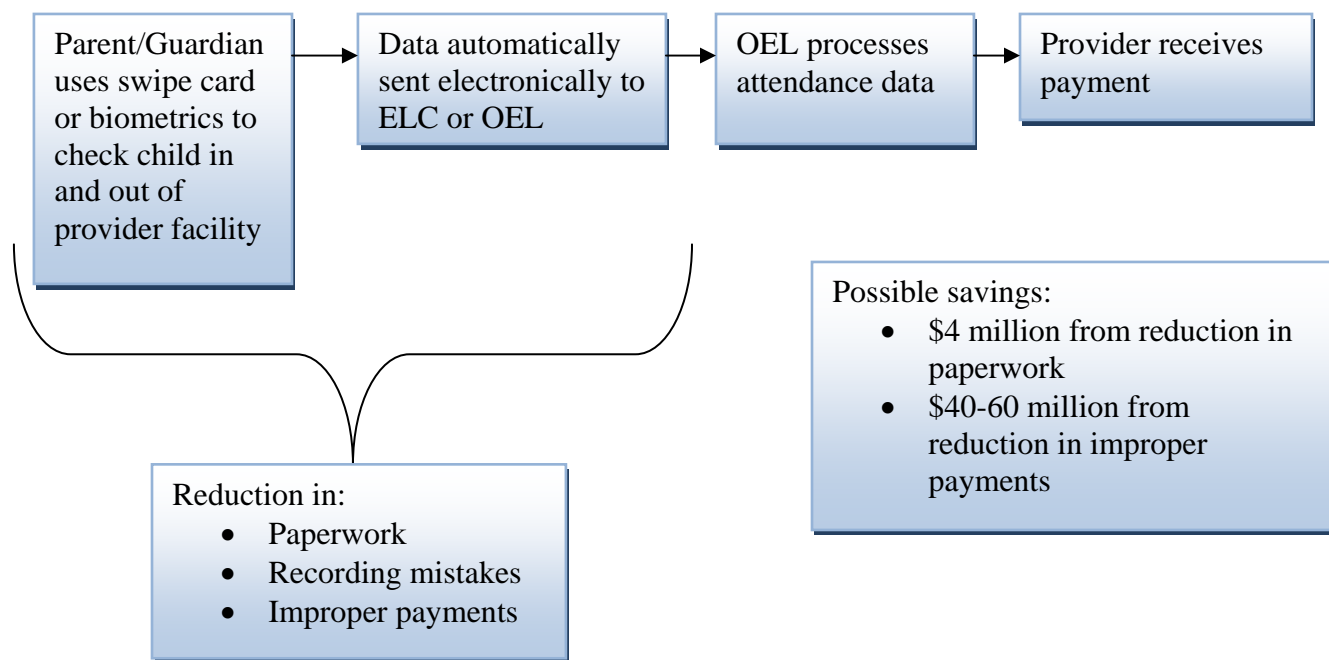 Parent/Guardian
uses swipe card
or biometrics to
check child in
and out of
provider facility
Data automatically
sent electronically to
ELC or OEL
OEL processes
attendance data
Provider receives
payment
Possible savings:
• $4 million from reduction in
paperwork
• $40-60 million from
reduction in improper
payments
Reduction in:
• Paperwork
• Recording mistakes
• Improper payments